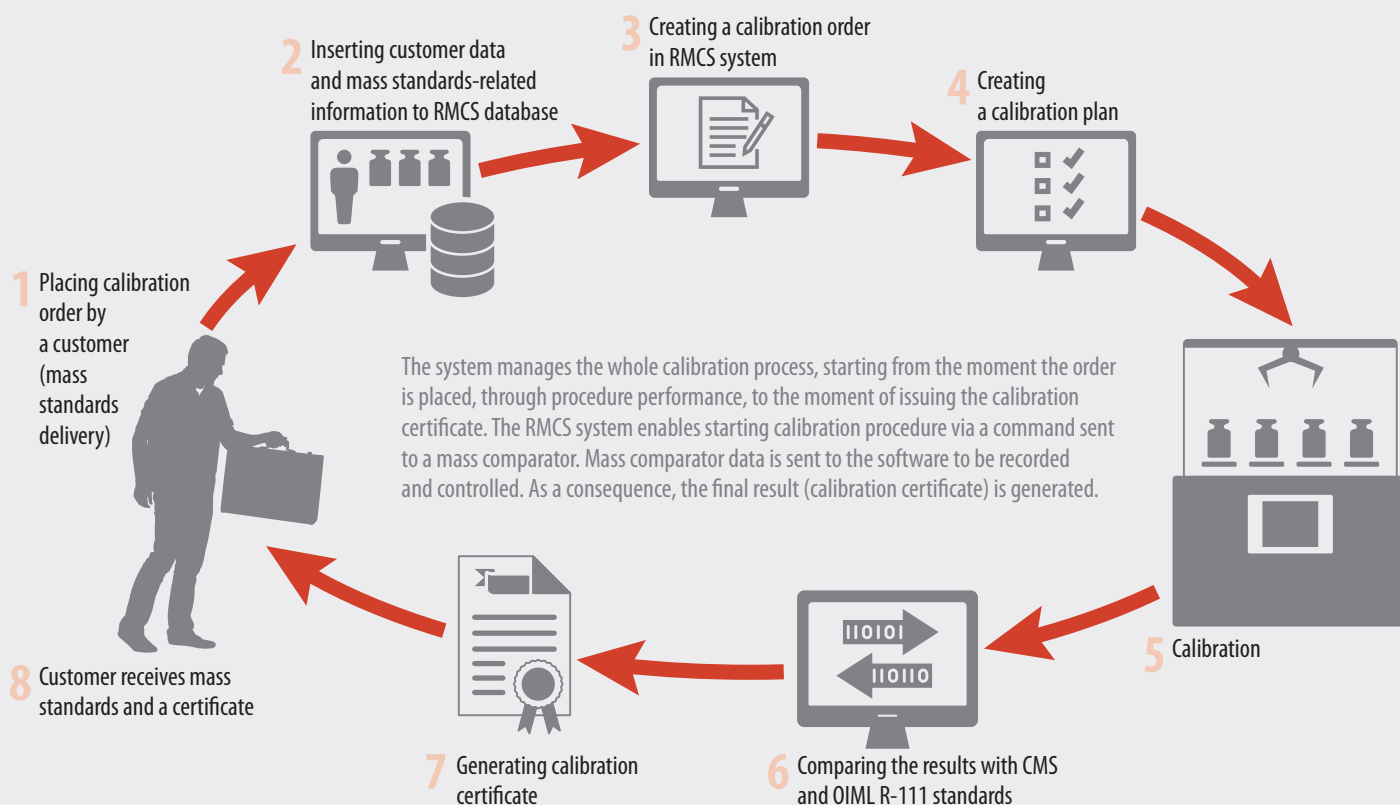 1 Placing calibration
order by
a customer
(mass
standards
delivery)
2 Inserting customer data
and mass standards-related
information to RMCS database
3 Creating a calibration order
in RMCS system
4 Creating
a calibration plan
The system manages the whole calibration process, starting from the moment the order
is placed, through procedure performance, to the moment of issuing the calibration
certificate. The RMCS system enables starting calibration procedure via a command sent
to a mass comparator. Mass comparator data is sent to the software to be recorded
and controlled. As a consequence, the final result (calibration certificate) is generated.
5 Calibration
110101
110110
6 Comparing the results with CMS
and OIML R-111 standards
Σ
7 Generating calibration
certificate
8 Customer receives mass
standards and a certificate